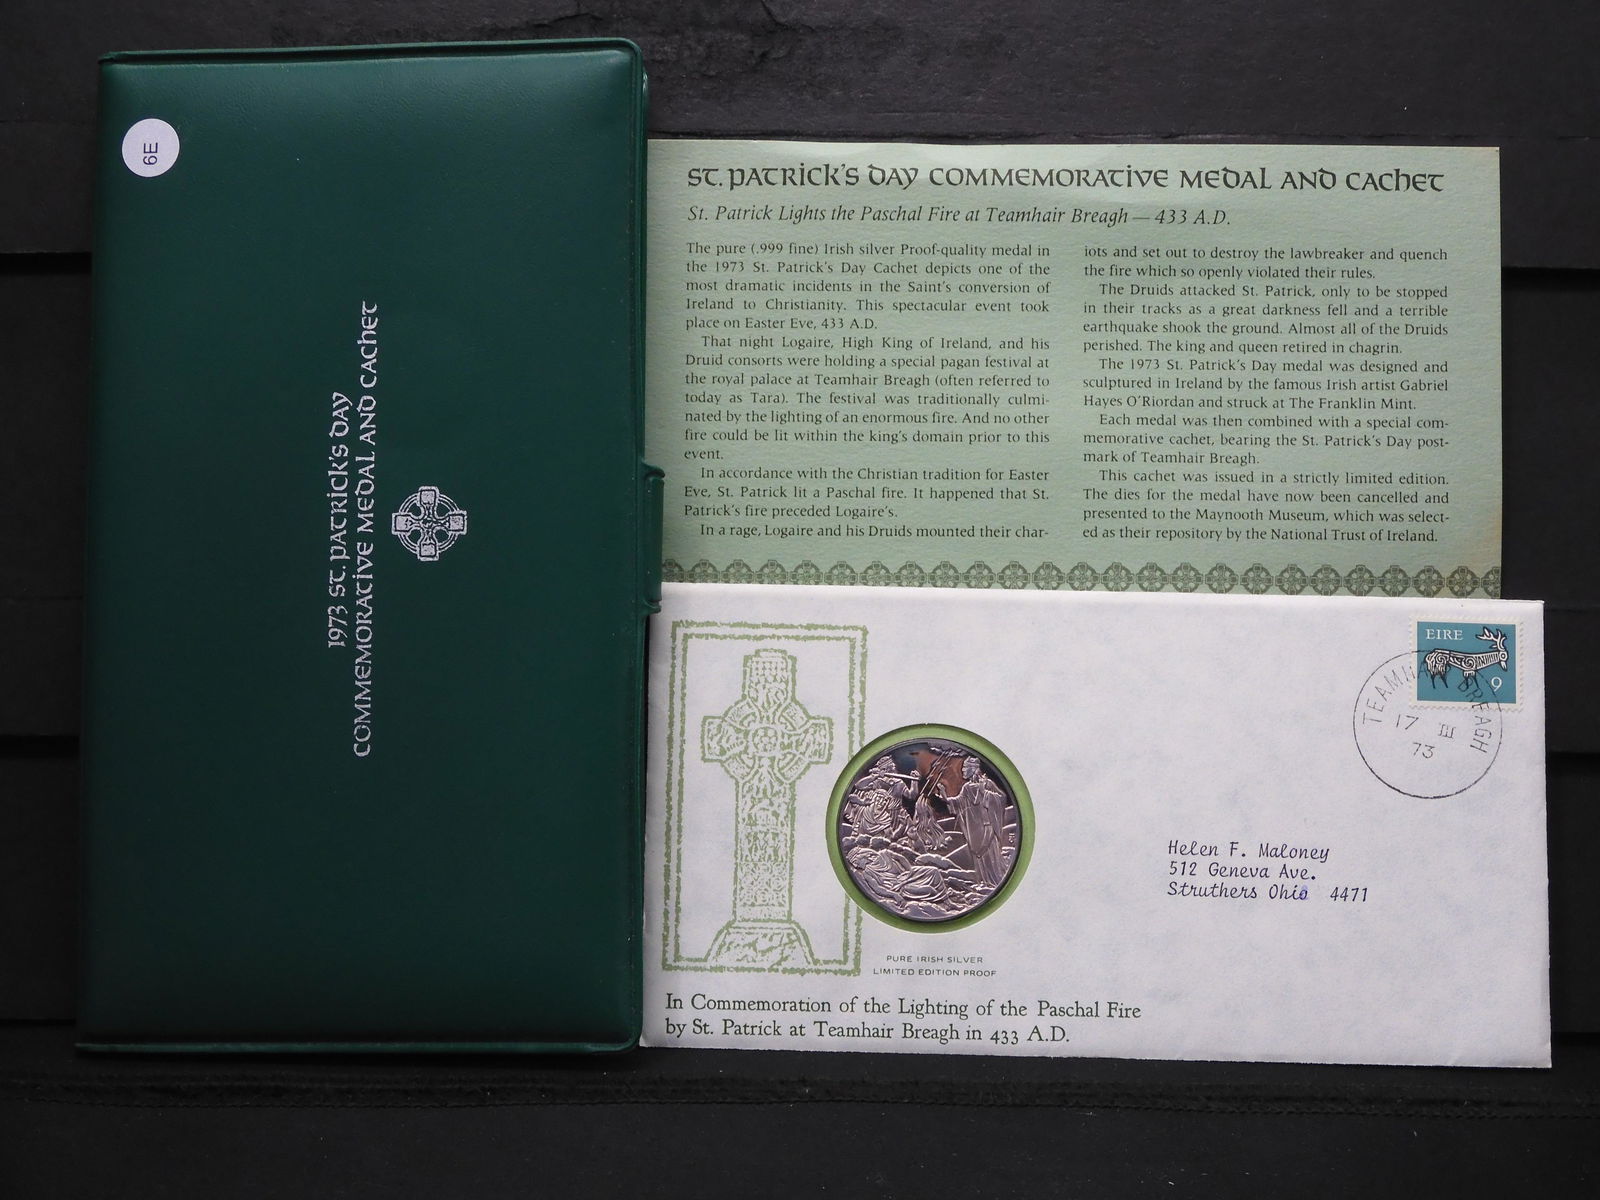 6E
1973 ST. PATRICK'S DAY
COMMEMORATIVE MEDAL AND CACHET
ST. PATRICK'S DAY COMMEMORATIVE MEDAL AND CACHET
St. Patrick Lights the Paschal Fire at Teamhair Breagh — 433 A.D.
The pure (.999 fine) Irish silver Proof-quality medal in
the 1973 St. Patrick's Day Cachet depicts one of the
most dramatic incidents in the Saint's conversion of
Ireland to Christianity. This spectacular event took
place on Easter Eve, 433 A.D.
That night Logaire, High King of Ireland, and his
Druid consorts were holding a special pagan festival at
the royal palace at Teamhair Breagh (often referred to
today as Tara). The festival was traditionally culmi-
nated by the lighting of an enormous fire. And no other
fire could be lit within the king's domain prior to this
event.
In accordance with the Christian tradition for Easter
Eve, St. Patrick lit a Paschal fire. It happened that St.
Patrick's fire preceded Logaire's.
In a rage, Logaire and his Druids mounted their char-
iots and set out to destroy the lawbreaker and quench
the fire which so openly violated their rules.
The Druids attacked St. Patrick, only to be stopped
in their tracks as a great darkness fell and a terrible
earthquake shook the ground. Almost all of the Druids
perished. The king and queen retired in chagrin.
The 1973 St. Patrick's Day medal was designed and
sculptured in Ireland by the famous Irish artist Gabriel
Hayes O'Riordan and struck at The Franklin Mint.
Each medal was then combined with a special com-
memorative cachet, bearing the St. Patrick's Day post-
mark of Teamhair Breagh.
This cachet was issued in a strictly limited edition.
The dies for the medal have now been cancelled and
presented to the Maynooth Museum, which was select-
ed as their repository by the National Trust of Ireland.
EIRE
9
TEAMHAIR BREAGH
17 III
73
Helen F. Maloney
512 Geneva Ave.
Struthers Ohio 4471
PURE IRISH SILVER
LIMITED EDITION PROOF
In Commemoration of the Lighting of the Paschal Fire
by St. Patrick at Teamhair Breagh in 433 A.D.